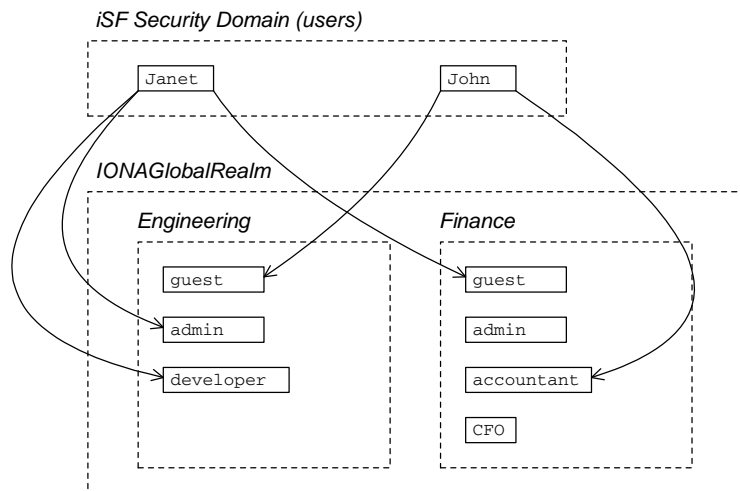 iSF Security Domain (users)
Janet
John
IONAGlobalRealm
Engineering
Finance
guest
guest
admin
admin
developer
accountant
CFO